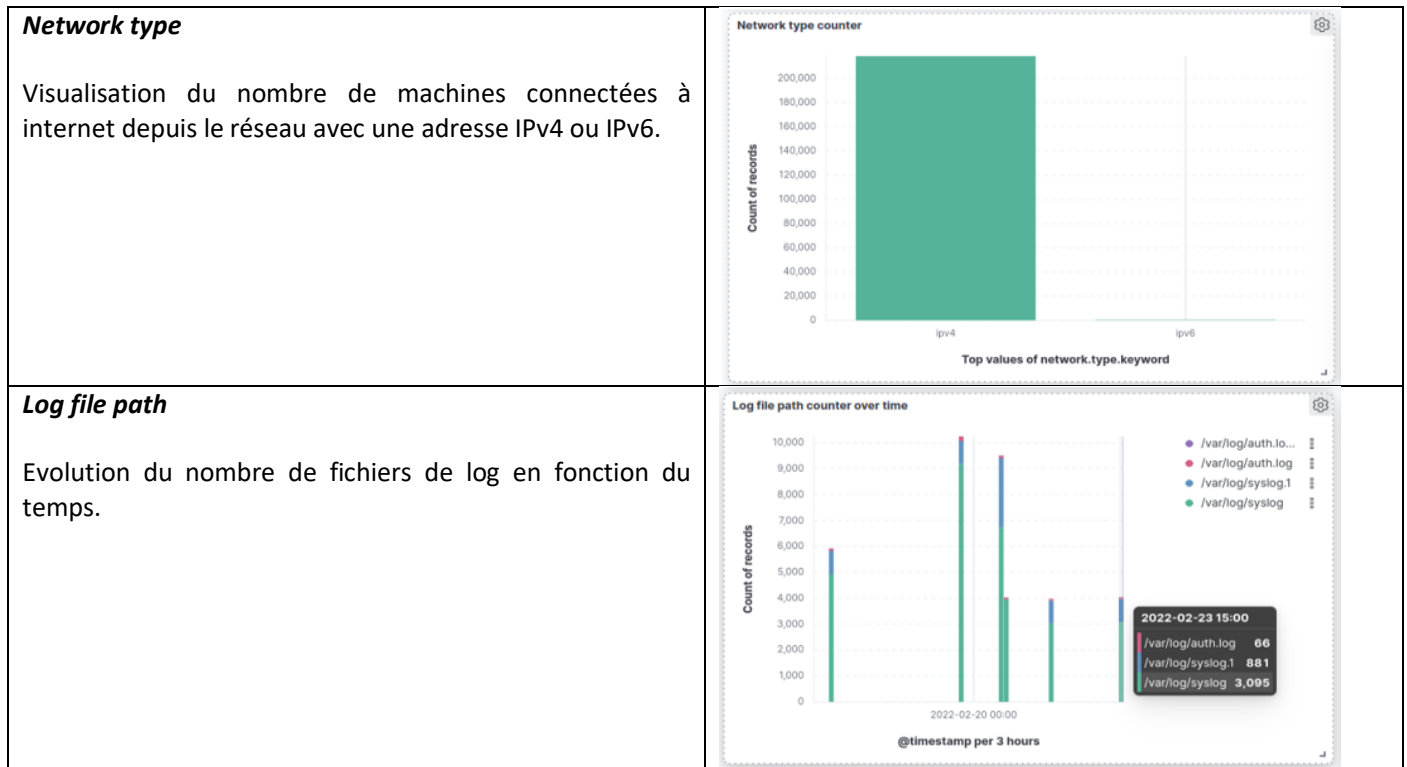 Network type
Visualisation du nombre de machines connectées à
internet depuis le réseau avec une adresse IPv4 ou IPv6.
Network type counter
Count of records
200,000
180,000
160,000
140,000
120,000
100,000
80,000
60,000
40,000
20,000
0
ipv4 ipv6
Top values of network.type.keyword
Log file path
Evolution du nombre de fichiers de log en fonction du
temps.
Log file path counter over time
Count of records
10,000
9,000
8,000
7,000
6,000
5,000
4,000
3,000
2,000
1,000
0
2022-02-20 00:00
@timestamp per 3 hours
/var/log/auth.lo...
/var/log/auth.log
/var/log/syslog.1
/var/log/syslog
2022-02-23 15:00
/var/log/auth.log 66
/var/log/syslog.1 881
/var/log/syslog 3,095